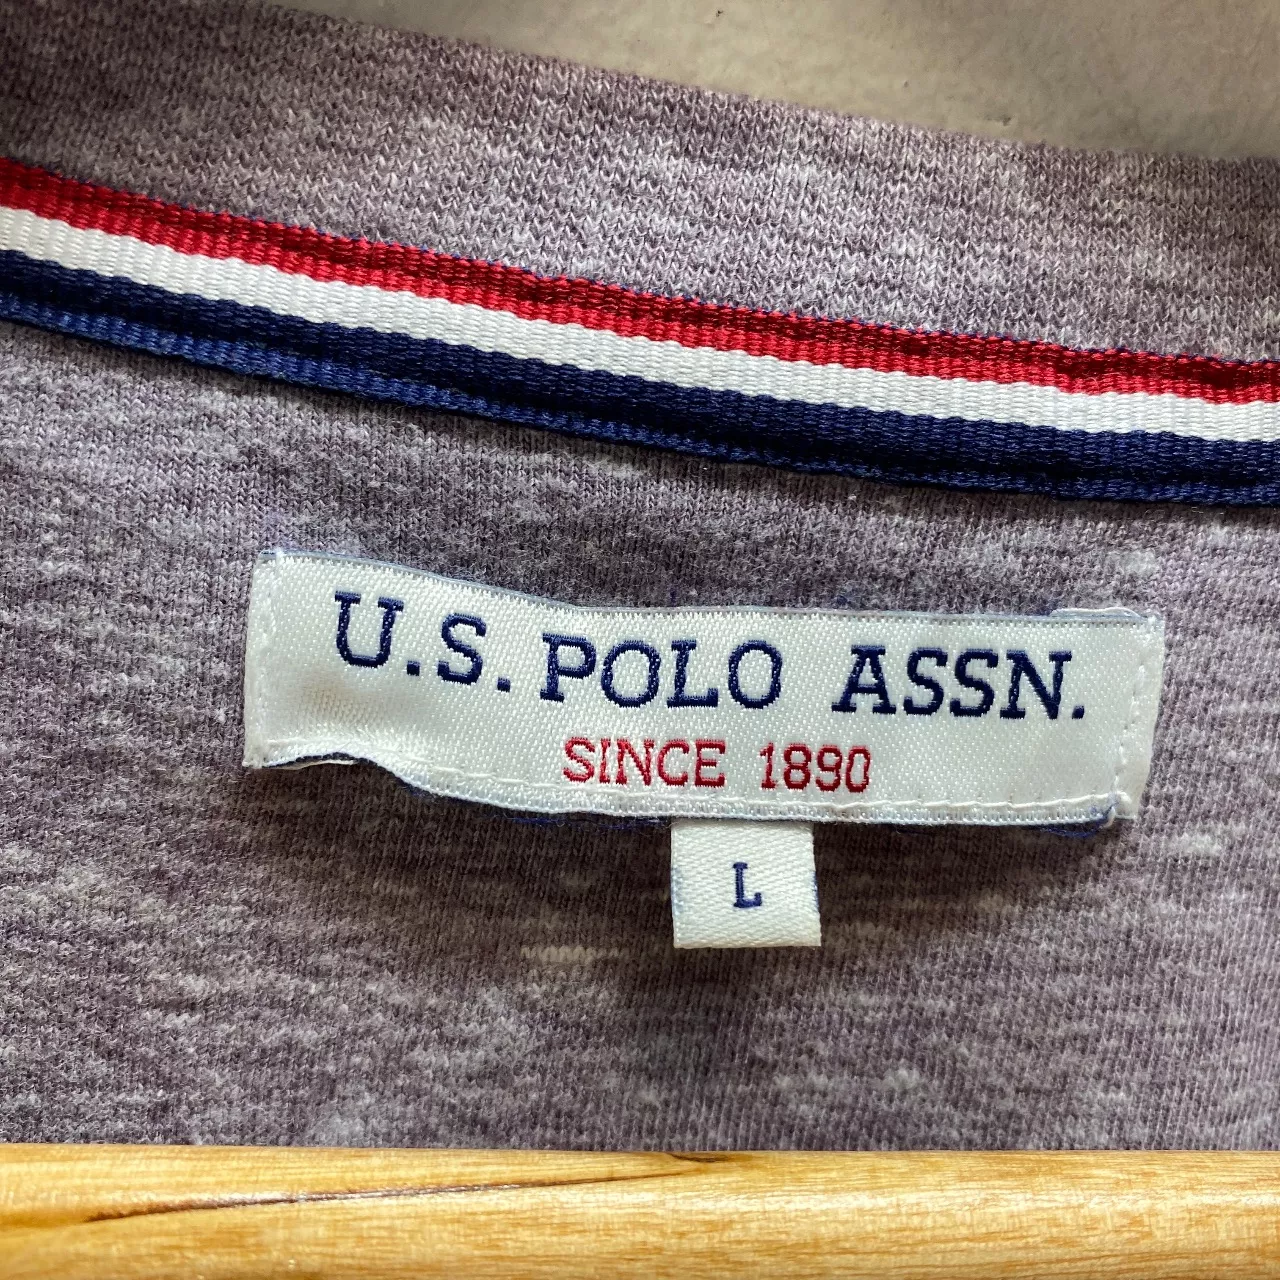 U.S. POLO ASSN.
SINCE 1890
L